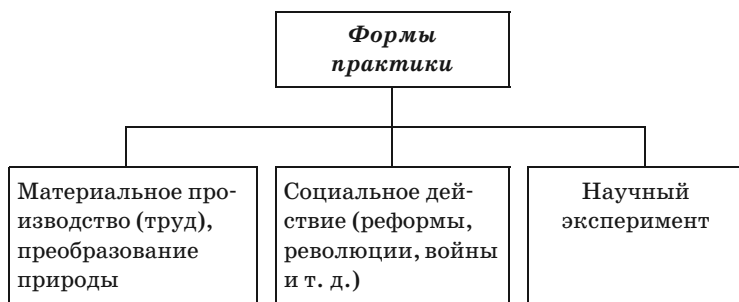 Формы
практики
Материальное про-
изводство (труд),
преобразование
природы
Социальное дей-
ствие (реформы,
революции, войны
и т. д.)
Научный
эксперимент